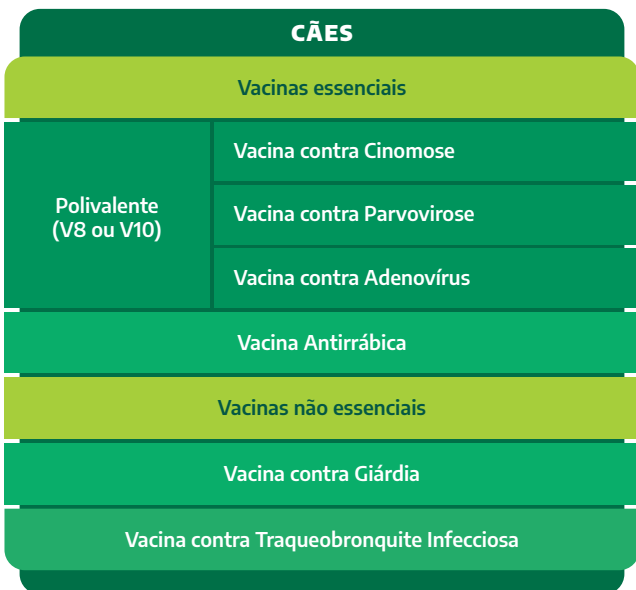 CÃES
Vacinas essenciais
Polivalente
(V8 ou V10)
Vacina contra Cinomose
Vacina contra Parvovirose
Vacina contra Adenovírus
Vacina Antirrábica
Vacinas não essenciais
Vacina contra Giárdia
Vacina contra Traqueobronquite Infecciosa